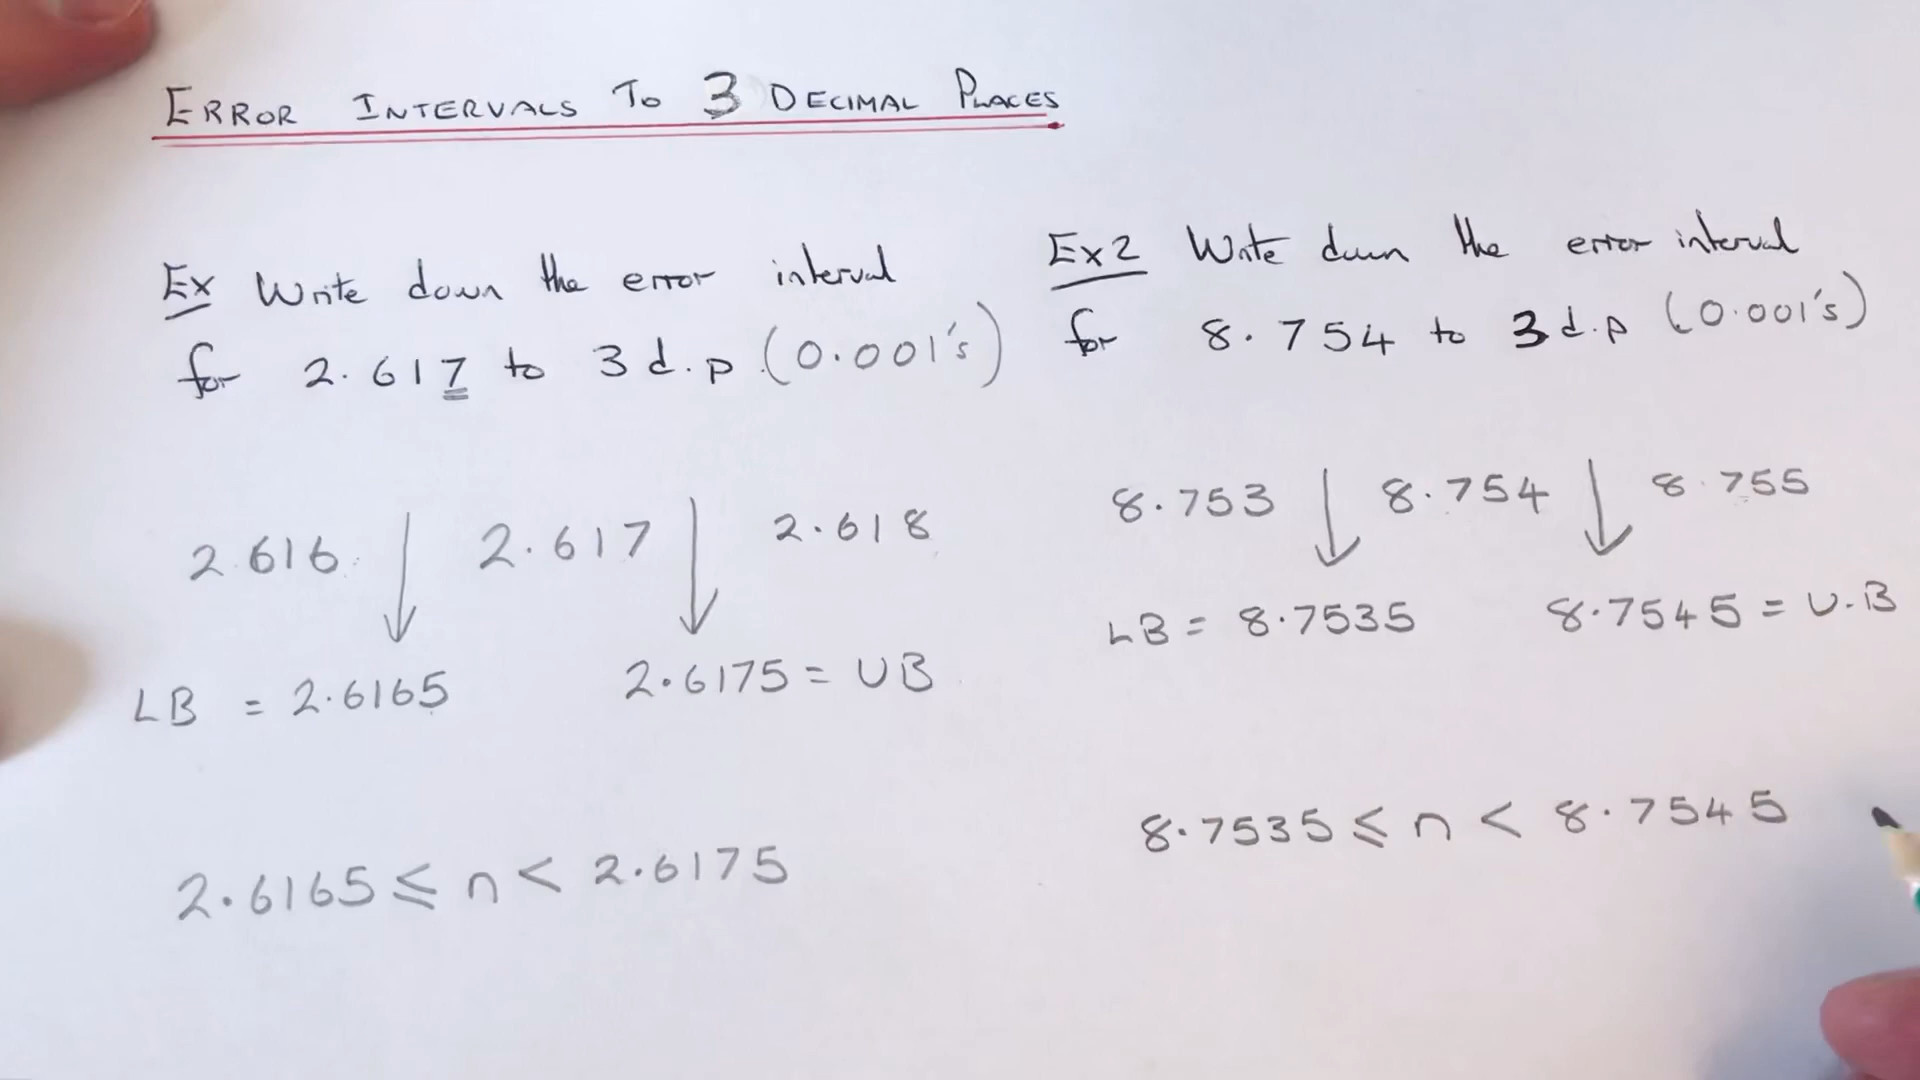 ERROR INTERVALS TO 3 DECIMAL PLACES
Ex Write down the error interval
for 2.617 to 3 d.p (0.001's)
2.616 2.617 2.618
LB = 2.6165 2.6175 = UB
2.6165 ≤ n < 2.6175
Ex2 Write down the error interval
for 8.754 to 3 d.p (0.001's)
8.753 8.754 8.755
LB = 8.7535 8.7545 = U.B
8.7535 ≤ n < 8.7545